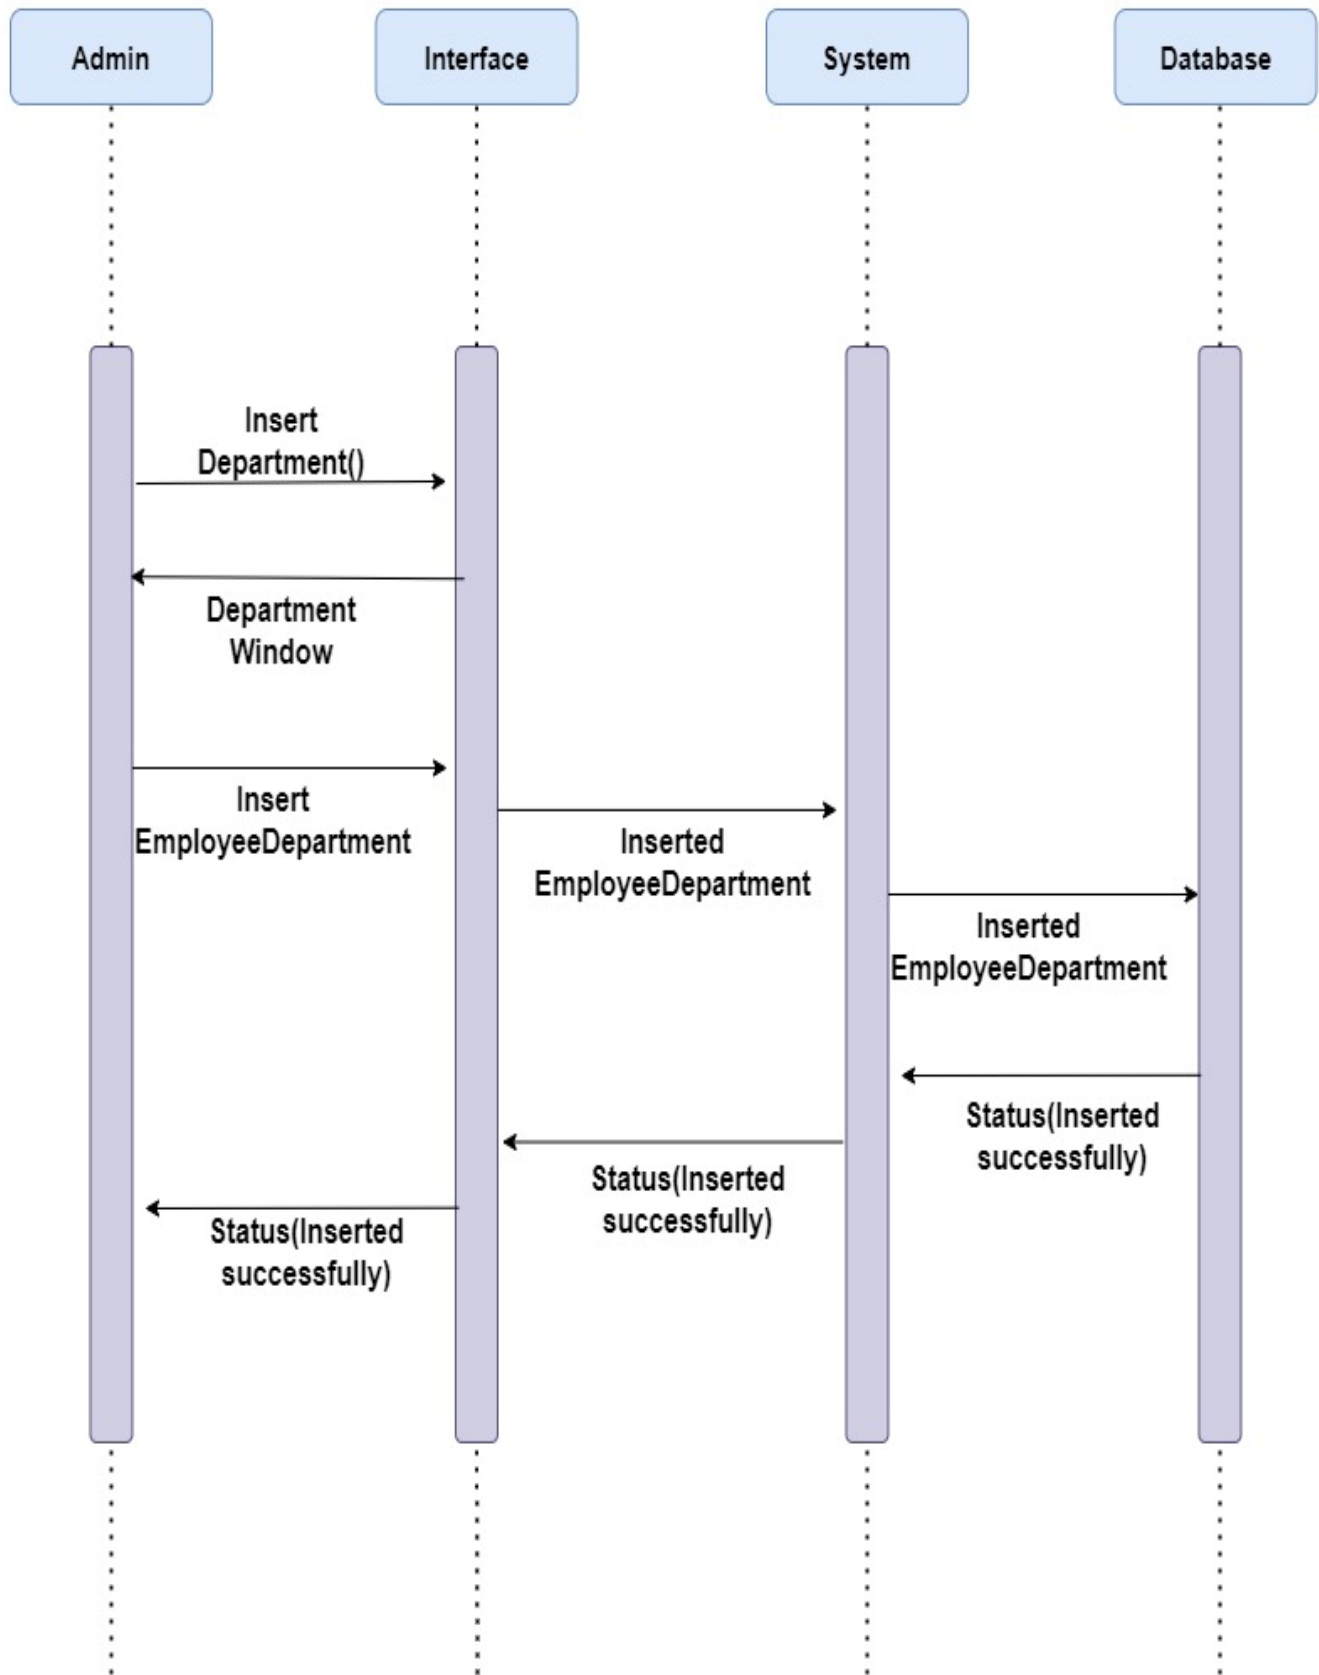 Admin
Interface
System
Database
Insert
Department()
Department
Window
Insert
EmployeeDepartment
Inserted
EmployeeDepartment
Inserted
EmployeeDepartment
Status(Inserted
successfully)
Status(Inserted
successfully)
Status(Inserted
successfully)